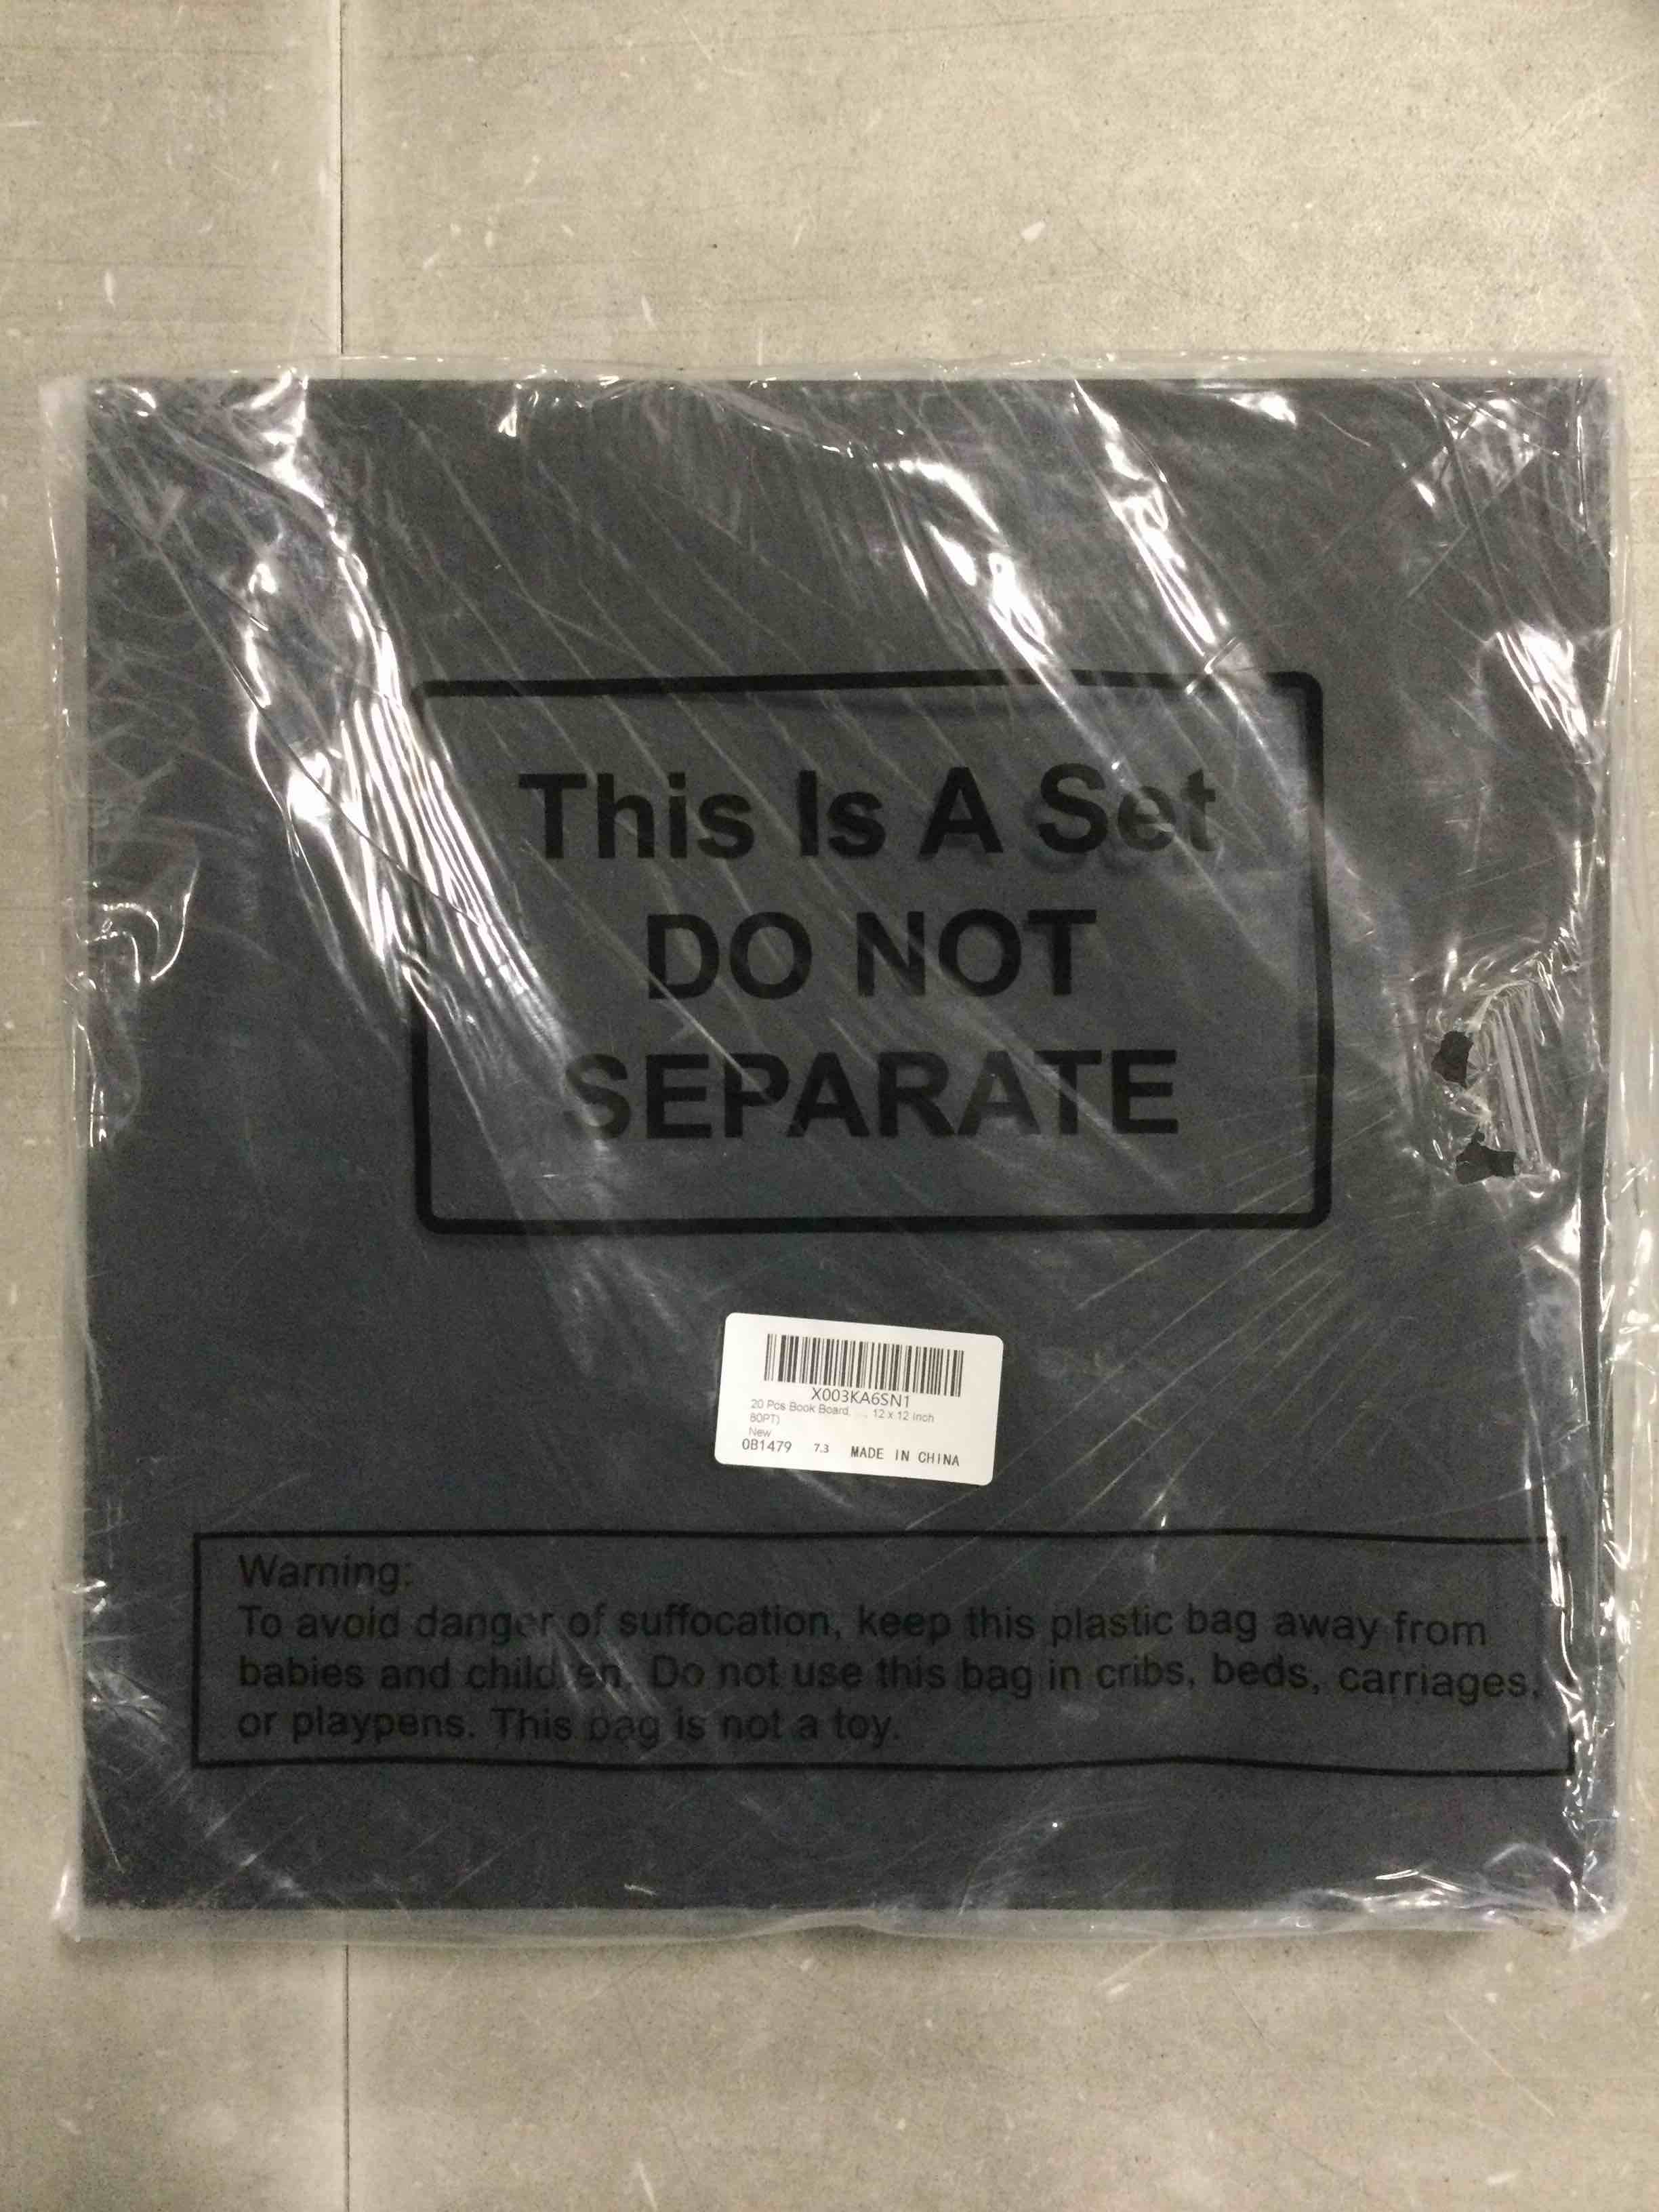 This Is A Set
DO NOT
SEPARATE
X003KA6SN1
20 Pcs Book Board, ... 12 x 12 Inch
80PT)
New
0B1479 7.3 MADE IN CHINA
Warning:
To avoid danger of suffocation, keep this plastic bag away from
babies and children. Do not use this bag in cribs, beds, carriages,
or playpens. This bag is not a toy.